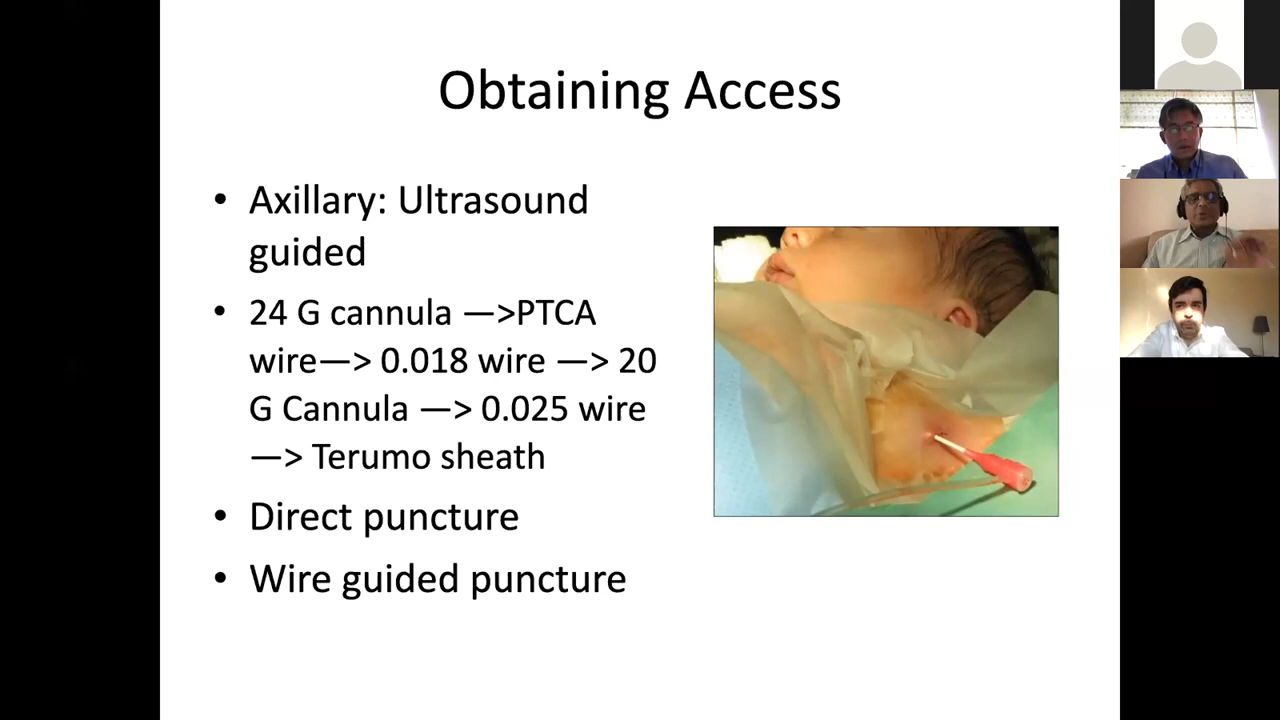 Obtaining Access
• Axillary: Ultrasound
guided
• 24 G cannula —>PTCA
wire—> 0.018 wire —> 20
G Cannula —> 0.025 wire
—> Terumo sheath
• Direct puncture
• Wire guided puncture